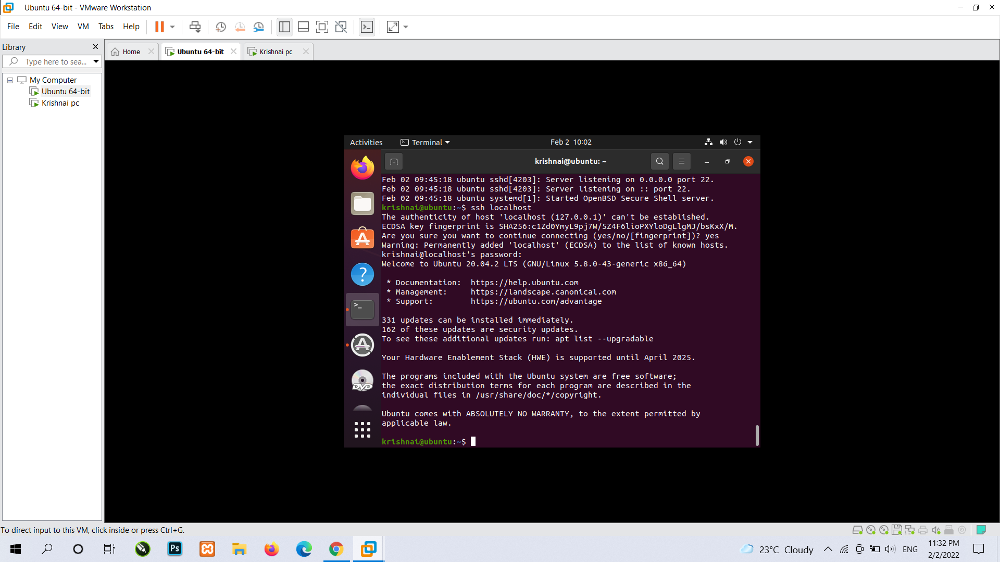 Ubuntu 64-bit - VMware Workstation
File Edit View VM Tabs Help
Library
Type here to sea...
My Computer
Ubuntu 64-bit
Krishnai pc
Home
Ubuntu 64-bit
Krishnai pc
Activities
Terminal
Feb 2 10:02
krishnai@ubuntu: ~
Feb 02 09:45:18 ubuntu sshd[4203]: Server listening on 0.0.0.0 port 22.
Feb 02 09:45:18 ubuntu sshd[4203]: Server listening on :: port 22.
Feb 02 09:45:18 ubuntu systemd[1]: Started OpenBSD Secure Shell server.
krishnai@ubuntu:~$ ssh localhost
The authenticity of host 'localhost (127.0.0.1)' can't be established.
ECDSA key fingerprint is SHA256:c1Zd0YmyL9pj7W/5Z4F6lioPXYloDgLlgMJ/bsKxX/M.
Are you sure you want to continue connecting (yes/no/[fingerprint])? yes
Warning: Permanently added 'localhost' (ECDSA) to the list of known hosts.
krishnai@localhost's password:
Welcome to Ubuntu 20.04.2 LTS (GNU/Linux 5.8.0-43-generic x86_64)
* Documentation: https://help.ubuntu.com
* Management: https://landscape.canonical.com
* Support: https://ubuntu.com/advantage
331 updates can be installed immediately.
162 of these updates are security updates.
To see these additional updates run: apt list --upgradable
Your Hardware Enablement Stack (HWE) is supported until April 2025.
The programs included with the Ubuntu system are free software;
the exact distribution terms for each program are described in the
individual files in /usr/share/doc/*/copyright.
Ubuntu comes with ABSOLUTELY NO WARRANTY, to the extent permitted by
applicable law.
krishnai@ubuntu:~$
DVD
To direct input to this VM, click inside or press Ctrl+G.
Ps
23°C Cloudy
ENG
11:32 PM
2/2/2022